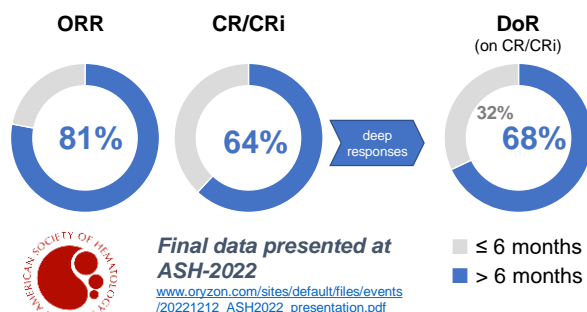 ORR
CR/CRi
DoR
(on CR/CRi)
81%
64%
deep
responses
32%
68%
AMERICAN SOCIETY OF HEMATOLOGY
Final data presented at
ASH-2022
www.oryzon.com/sites/default/files/events
/20221212_ASH2022_presentation.pdf
≤ 6 months
> 6 months